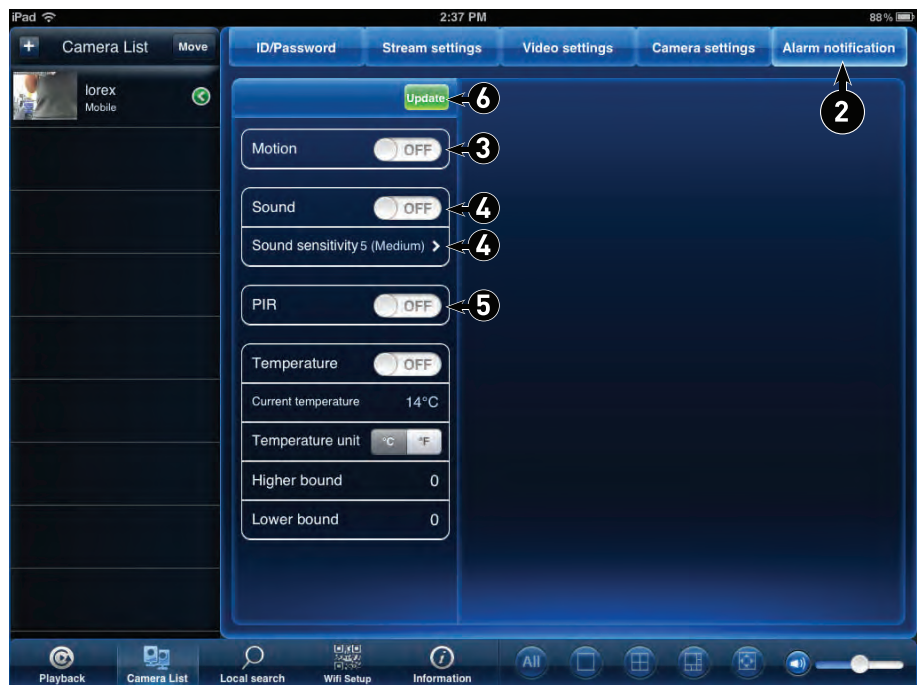 iPad 2:37 PM 88%
+ Camera List Move
ID/Password Stream settings Video settings Camera settings Alarm notification
lorex
Mobile
2
Update 6
Motion OFF 3
Sound OFF 4
Sound sensitivity 5 (Medium) 4
PIR OFF 5
Temperature OFF
Current temperature 14°C
Temperature unit °C °F
Higher bound 0
Lower bound 0
All
Playback Camera List Local search Wifi Setup Information